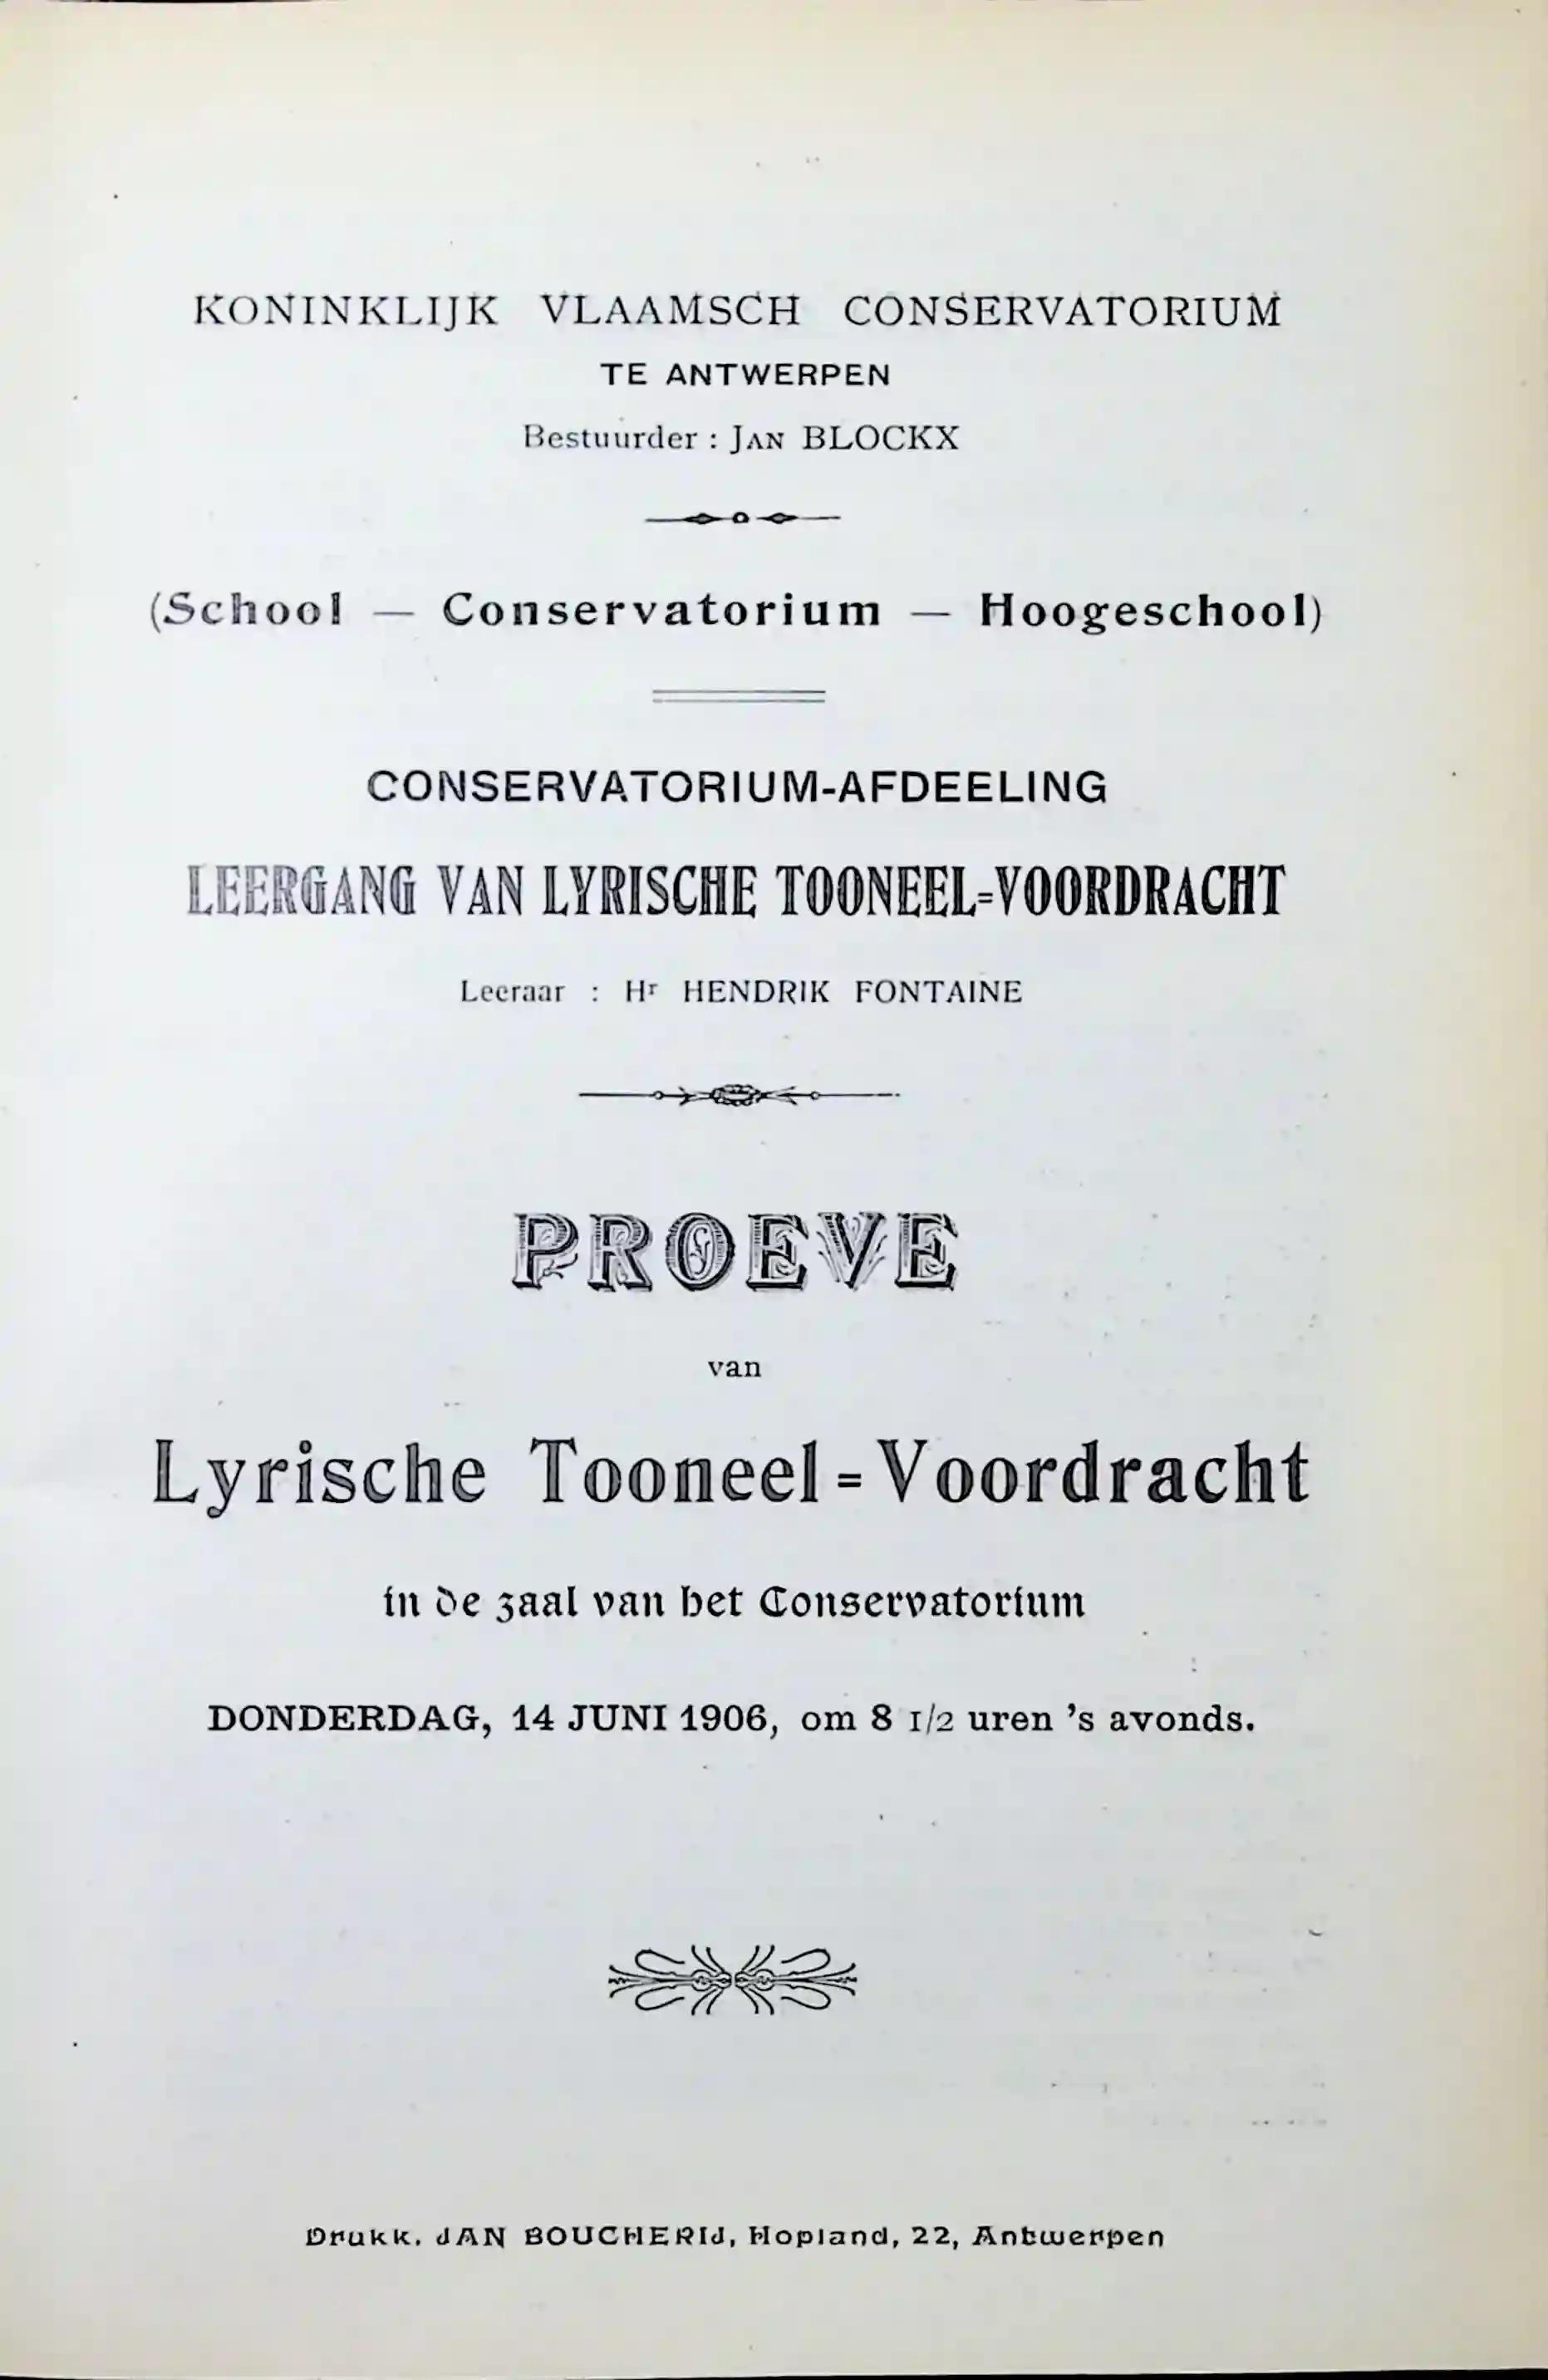 KONINKLIJK VLAAMSCH CONSERVATORIUM
TE ANTWERPEN
Bestuurder : JAN BLOCKX
(School — Conservatorium — Hoogeschool)
CONSERVATORIUM-AFDEELING
LEERGANG VAN LYRISCHE TOONEEL=VOORDRACHT
Leeraar : Hr HENDRIK FONTAINE
PROEVE
van
Lyrische Tooneel=Voordracht
in de zaal van het Conservatorium
DONDERDAG, 14 JUNI 1906, om 8 1/2 uren 's avonds.
Drukk. JAN BOUCHERIJ, Hopland, 22, Antwerpen